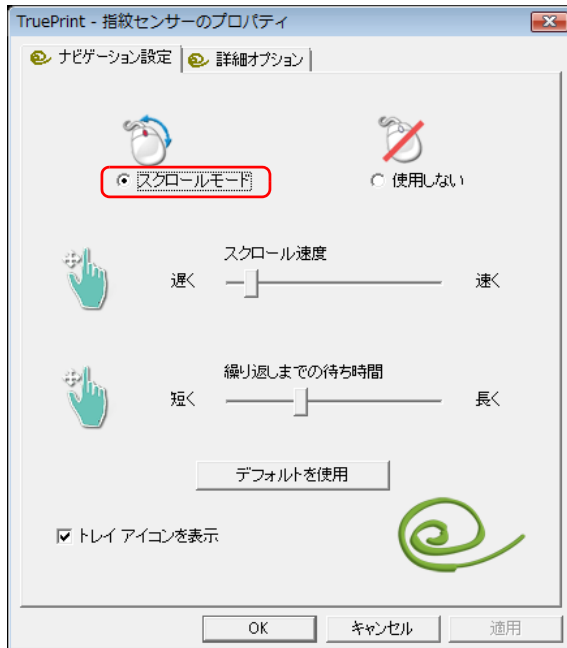 TruePrint - 指紋センサーのプロパティ
ナビゲーション設定
詳細オプション
スクロールモード
使用しない
スクロール速度
遅く
速く
繰り返しまでの待ち時間
短く
長く
デフォルトを使用
トレイ アイコンを表示
OK
キャンセル
適用